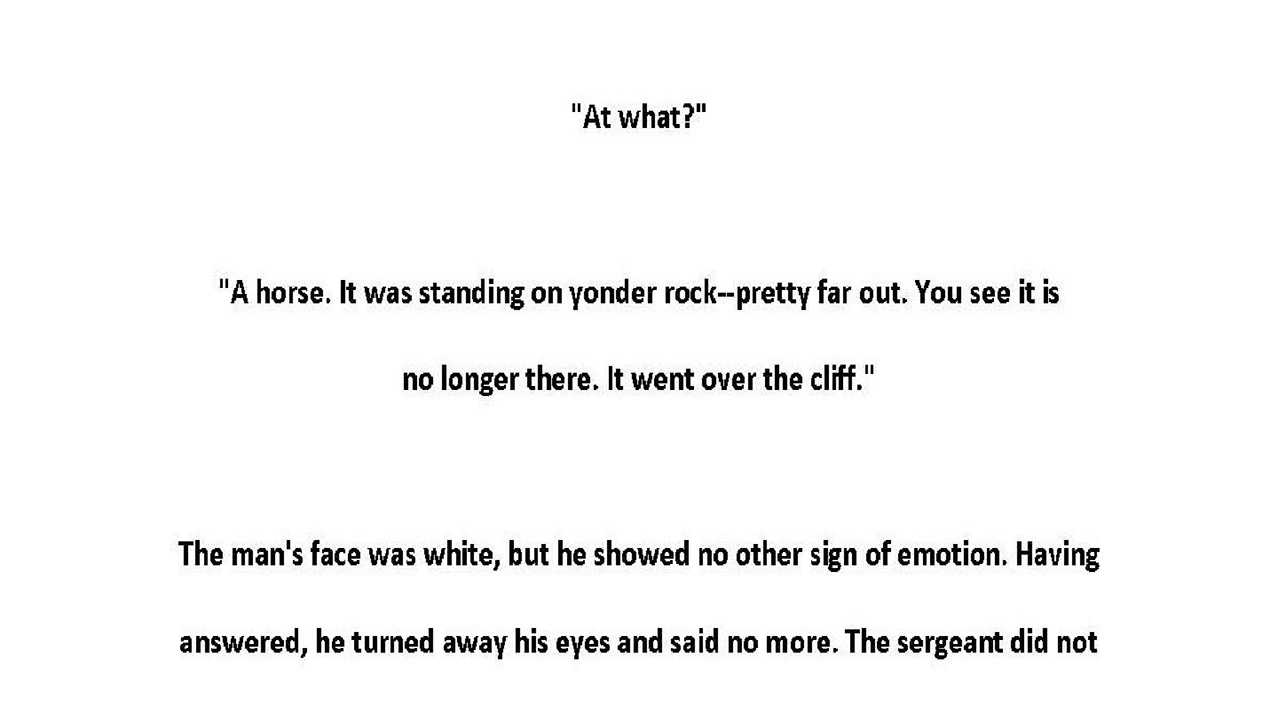 "At what?"
"A horse. It was standing on yonder rock--pretty far out. You see it is
no longer there. It went over the cliff."
The man's face was white, but he showed no other sign of emotion. Having
answered, he turned away his eyes and said no more. The sergeant did not